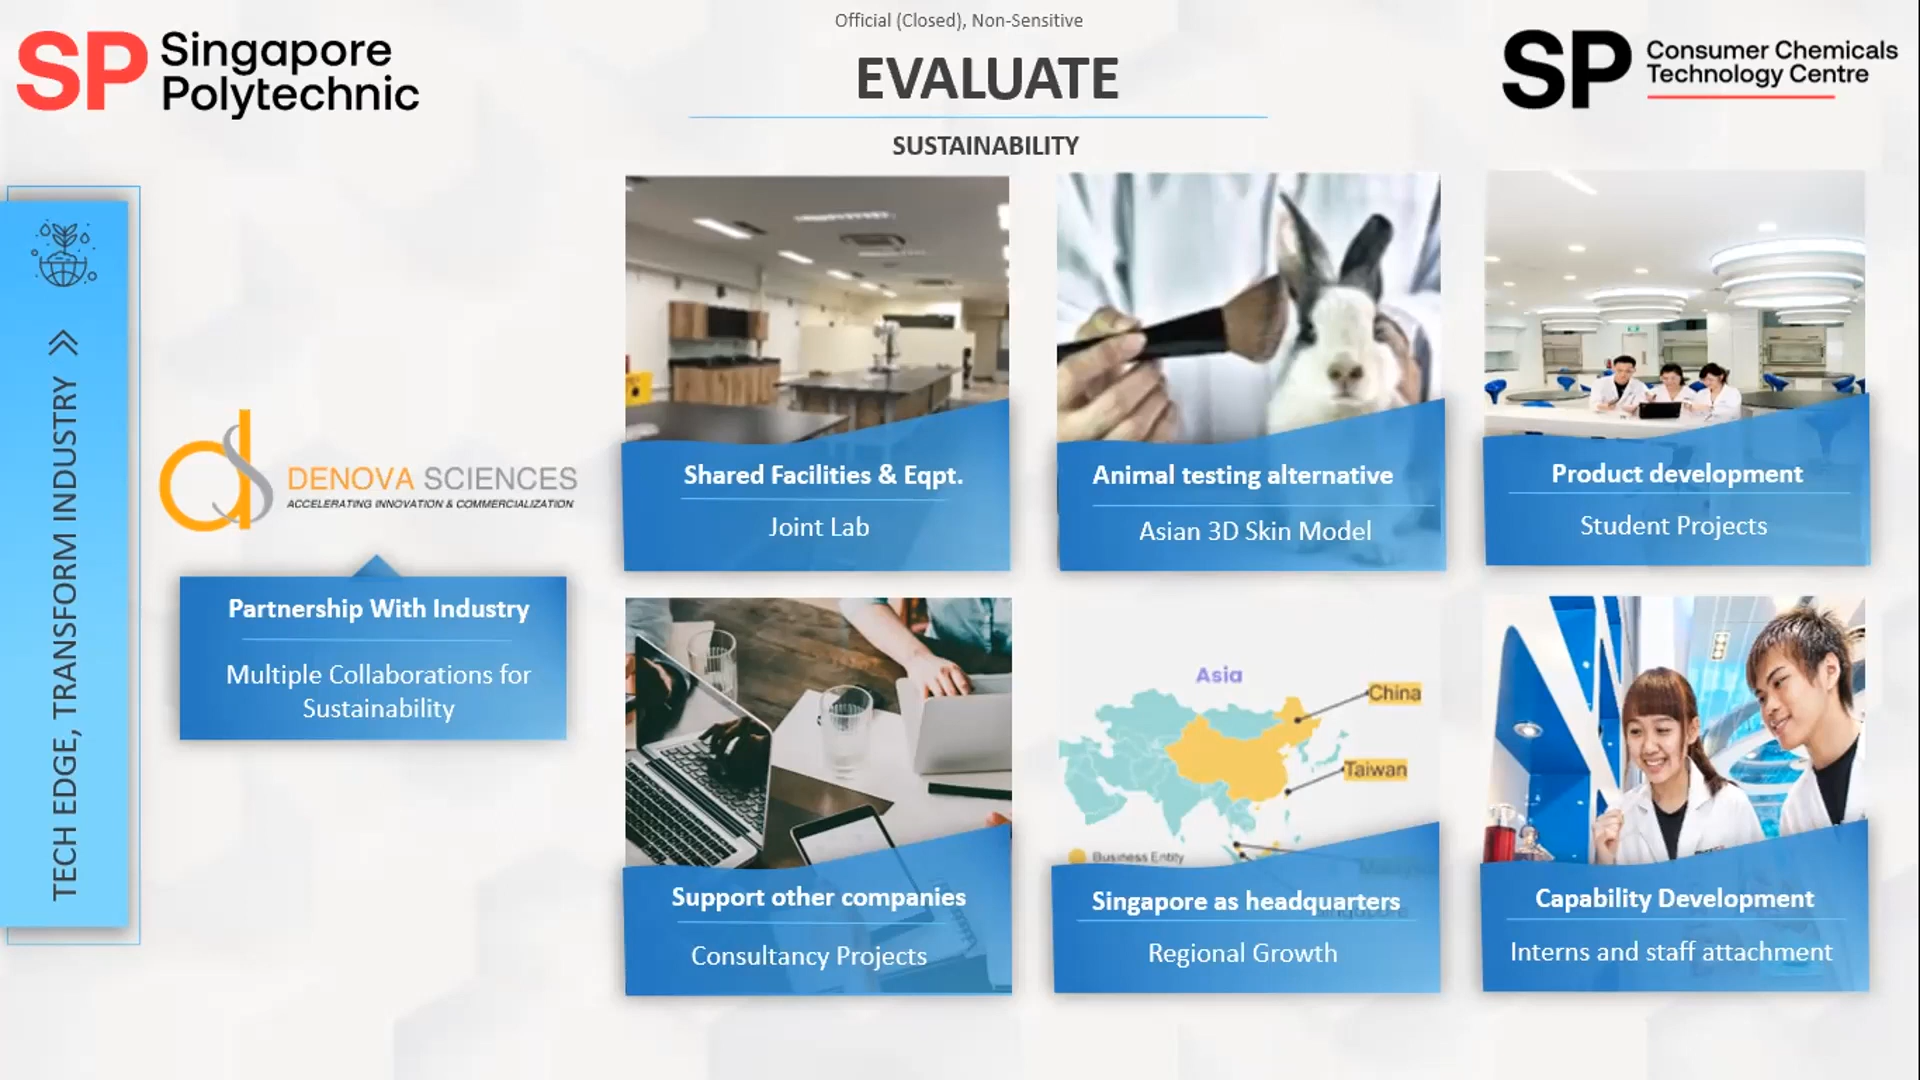 Official (Closed), Non-Sensitive
SP Singapore
Polytechnic
EVALUATE
SP Consumer Chemicals
Technology Centre
SUSTAINABILITY
TECH EDGE, TRANSFORM INDUSTRY
DENOVA SCIENCES
ACCELERATING INNOVATION & COMMERCIALIZATION
Partnership With Industry
Multiple Collaborations for
Sustainability
Shared Facilities & Eqpt.
Joint Lab
Animal testing alternative
Asian 3D Skin Model
Product development
Student Projects
Support other companies
Consultancy Projects
Asia
China
Taiwan
Business Entity
Malaysia
Singapore
Singapore as headquarters
Regional Growth
Capability Development
Interns and staff attachment